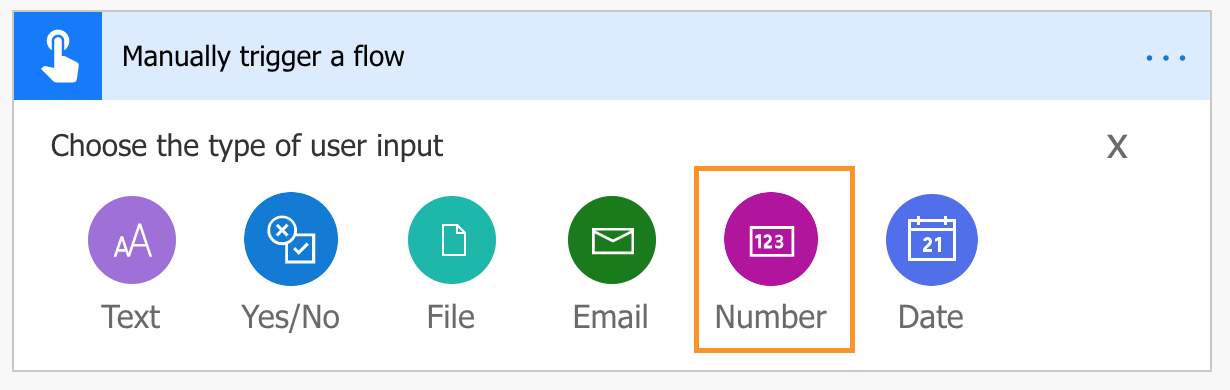 Manually trigger a flow
Choose the type of user input X
AA 123 21
Text Yes/No File Email Number Date